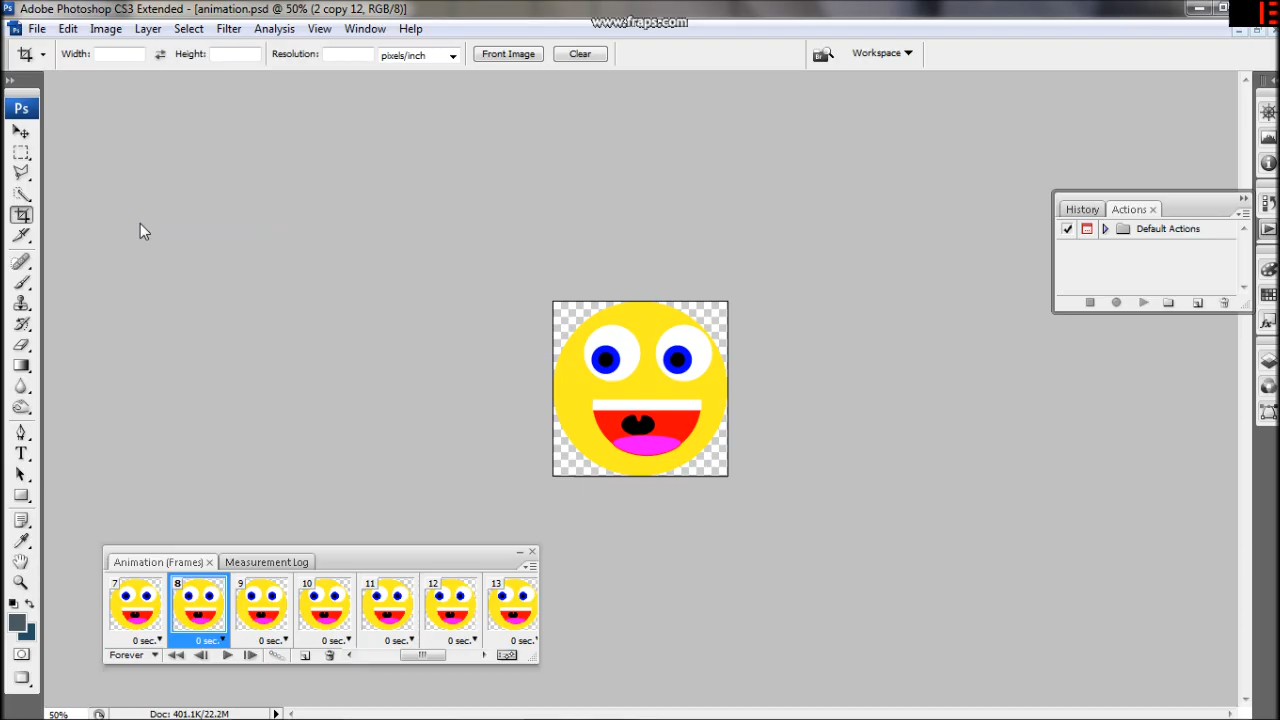 Adobe Photoshop CS3 Extended - [animation.psd @ 50% (2 copy 12, RGB/8)]
www.fraps.com
File Edit Image Layer Select Filter Analysis View Window Help
Width: Height: Resolution: pixels/inch Front Image Clear Workspace
Ps
History Actions
Default Actions
Animation (Frames) Measurement Log
7 8 9 10 11 12 13
0 sec. 0 sec. 0 sec. 0 sec. 0 sec. 0 sec. 0 sec.
Forever
50% Doc: 401.1K/22.2M